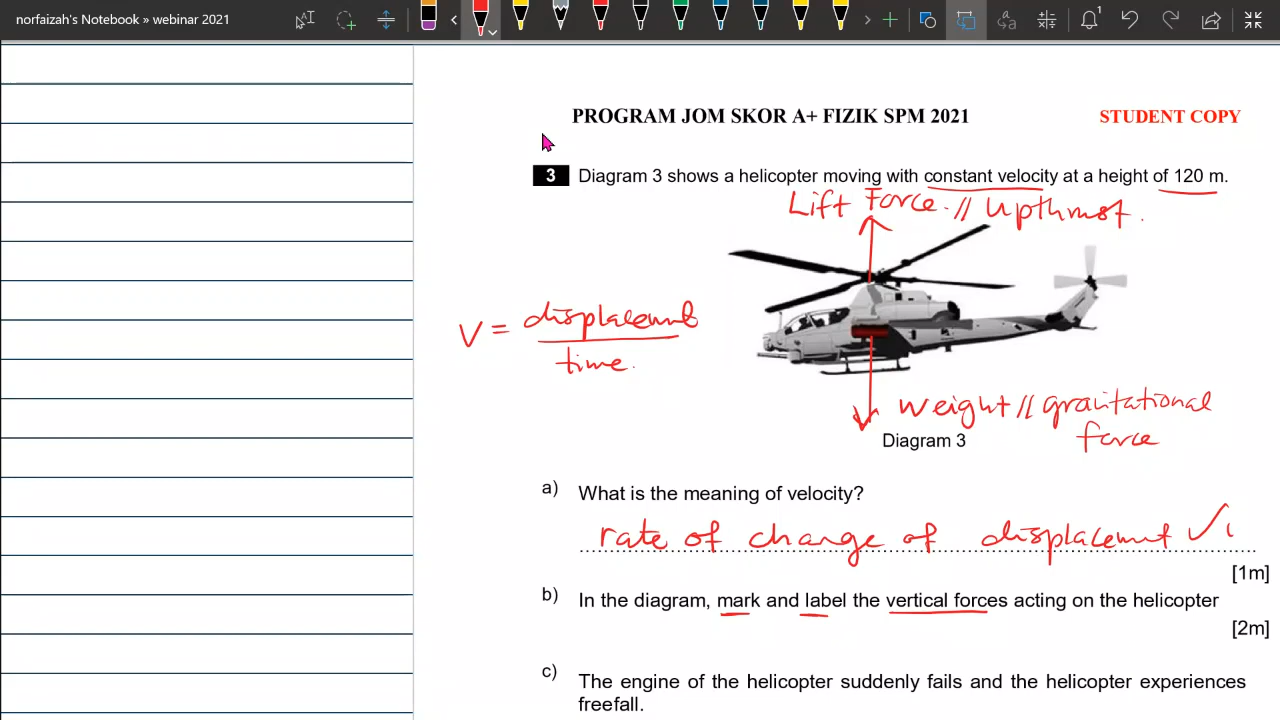 norfaizah's Notebook » webinar 2021
PROGRAM JOM SKOR A+ FIZIK SPM 2021
STUDENT COPY
3 Diagram 3 shows a helicopter moving with constant velocity at a height of 120 m.
Lift Force. // Upthrust.
V = displacement
time.
Weight // gravitational
force
Diagram 3
a) What is the meaning of velocity?
rate of change of displacement ✓1
[1m]
b) In the diagram, mark and label the vertical forces acting on the helicopter
[2m]
c) The engine of the helicopter suddenly fails and the helicopter experiences
freefall.